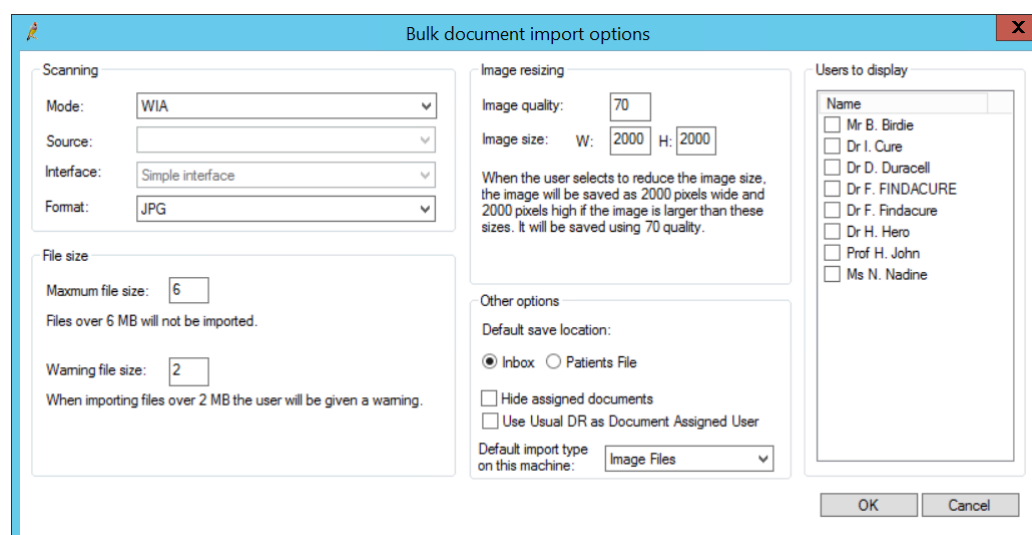 Bulk document import options
X
Scanning
Mode:
WIA
Source:
Interface:
Simple interface
Format:
JPG
File size
Maxmum file size:
6
Files over 6 MB will not be imported.
Warning file size:
2
When importing files over 2 MB the user will be given a warning.
Image resizing
Image quality:
70
Image size: W: 2000 H: 2000
When the user selects to reduce the image size,
the image will be saved as 2000 pixels wide and
2000 pixels high if the image is larger than these
sizes. It will be saved using 70 quality.
Other options
Default save location:
Inbox Patients File
Hide assigned documents
Use Usual DR as Document Assigned User
Default import type
on this machine:
Image Files
Users to display
Name
Mr B. Birdie
Dr I. Cure
Dr D. Duracell
Dr F. FINDACURE
Dr F. Findacure
Dr H. Hero
Prof H. John
Ms N. Nadine
OK Cancel